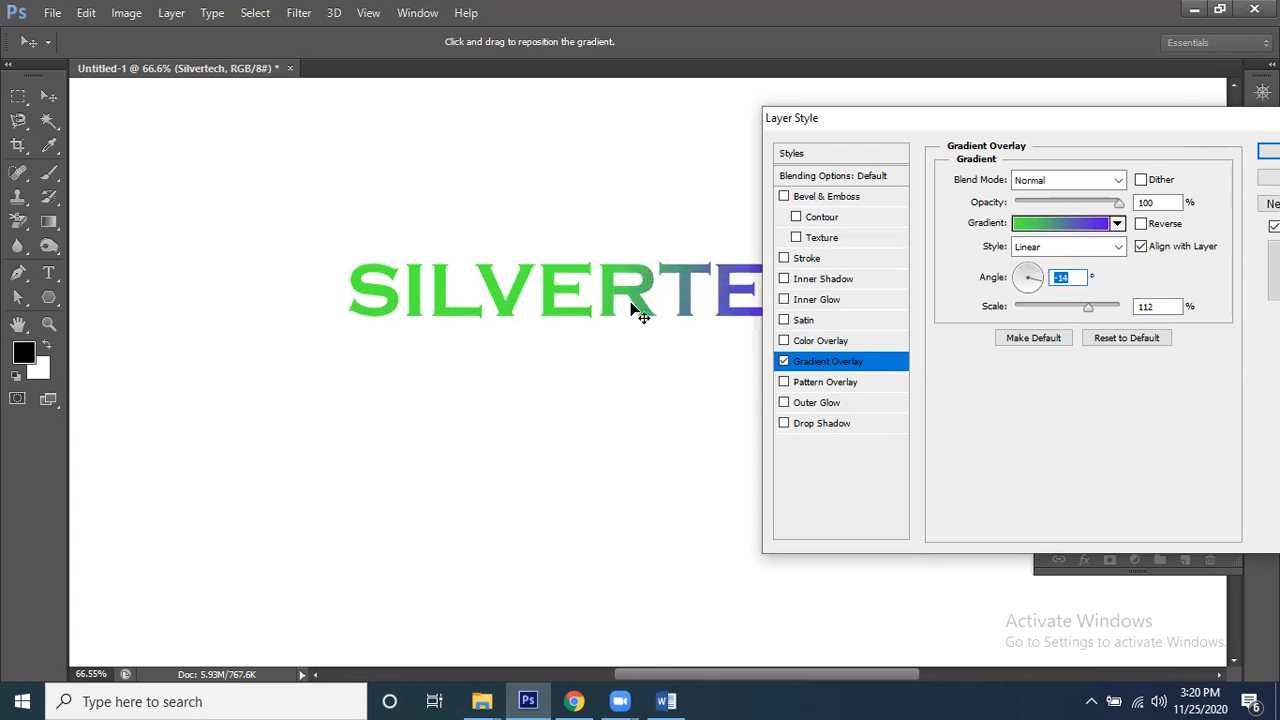 Ps File Edit Image Layer Type Select Filter 3D View Window Help
Click and drag to reposition the gradient.
Essentials
Untitled-1 @ 66.6% (Silvertech, RGB/8#) * ×
Layer Style
Styles
Blending Options: Default
Bevel & Emboss
Contour
Texture
Stroke
Inner Shadow
Inner Glow
Satin
Color Overlay
Gradient Overlay
Pattern Overlay
Outer Glow
Drop Shadow
Gradient Overlay
Gradient
Blend Mode: Normal Dither
Opacity: 100 %
Gradient: Reverse
Style: Linear Align with Layer
Angle: -14 °
Scale: 112 %
Make Default Reset to Default
Ne
SILVERTE
Activate Windows
Go to Settings to activate Windows.
66.55% Doc: 5.93M/767.6K
Type here to search
3:20 PM
11/25/2020
6